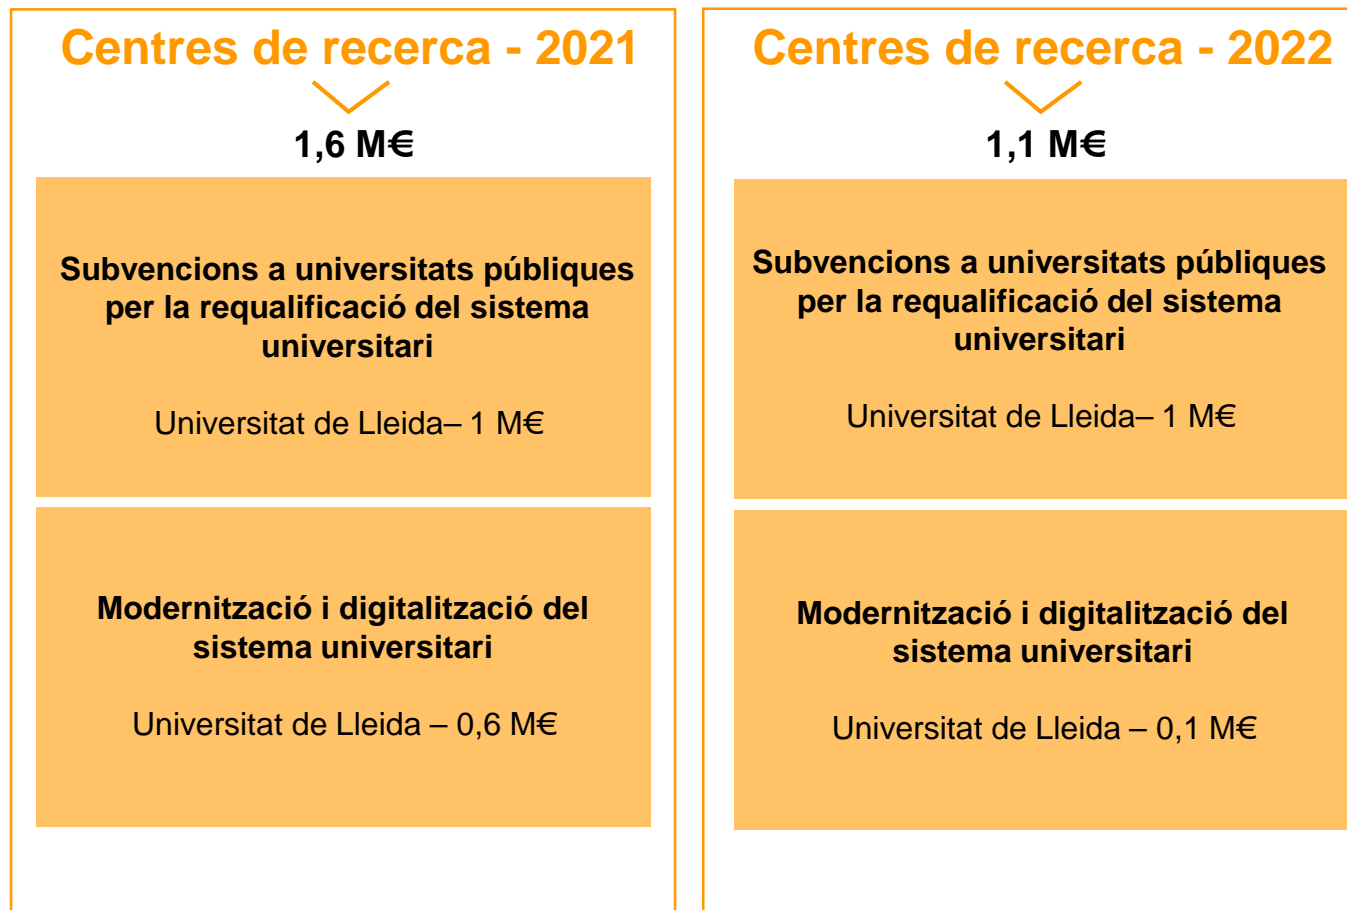 Centres de recerca - 2021
1,6 M€
Subvencions a universitats públiques
per la requalificació del sistema
universitari
Universitat de Lleida– 1 M€
Modernització i digitalització del
sistema universitari
Universitat de Lleida – 0,6 M€
Centres de recerca - 2022
1,1 M€
Subvencions a universitats públiques
per la requalificació del sistema
universitari
Universitat de Lleida– 1 M€
Modernització i digitalització del
sistema universitari
Universitat de Lleida – 0,1 M€